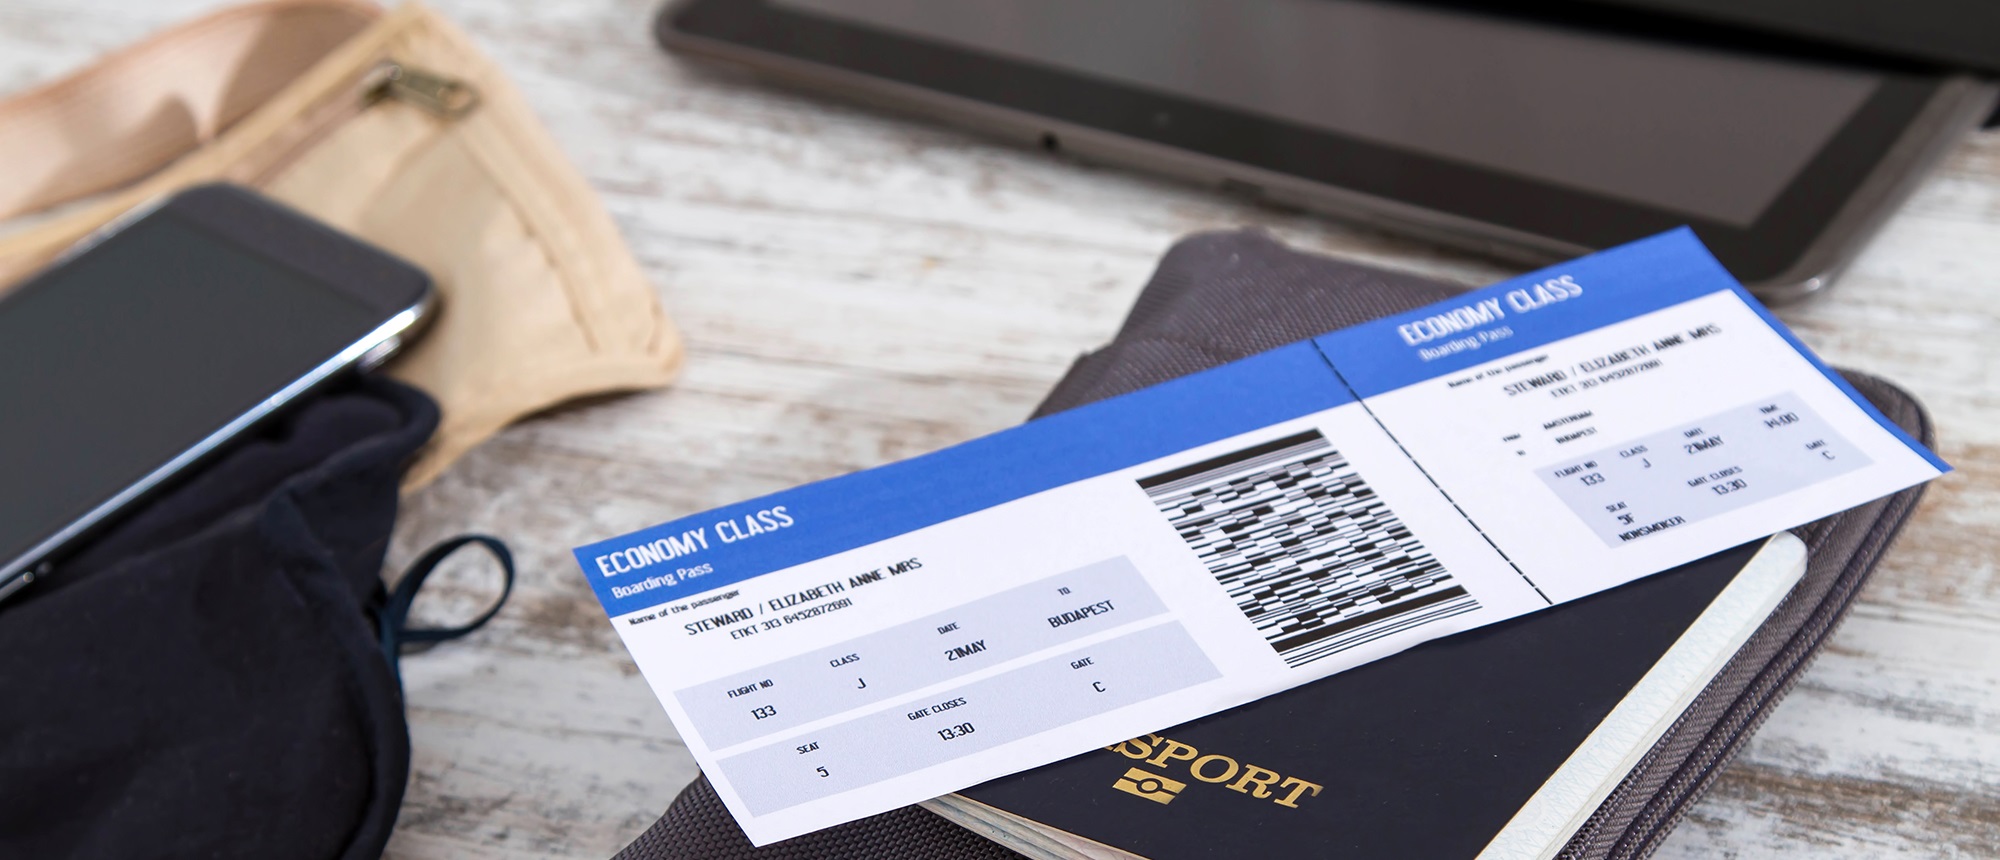 ECONOMY CLASS
Boarding Pass
Name of the passenger
STEWARD / ELIZABETH ANNE MRS
ETKT 313 6452872691
FLIGHT NO CLASS DATE TO
133 J 21MAY BUDAPEST
SEAT GATE CLOSES GATE
5 13:30 C
ECONOMY CLASS
Boarding Pass
Name of the passenger
STEWARD / ELIZABETH ANNE MRS
ETKT 313 6452872691
AMSTERDAM
BUDAPEST
FLIGHT NO CLASS DATE TIME
133 J 21MAY 14:00
SEAT GATE CLOSES GATE
5F 13:30 C
NONSMOKER
SPORT